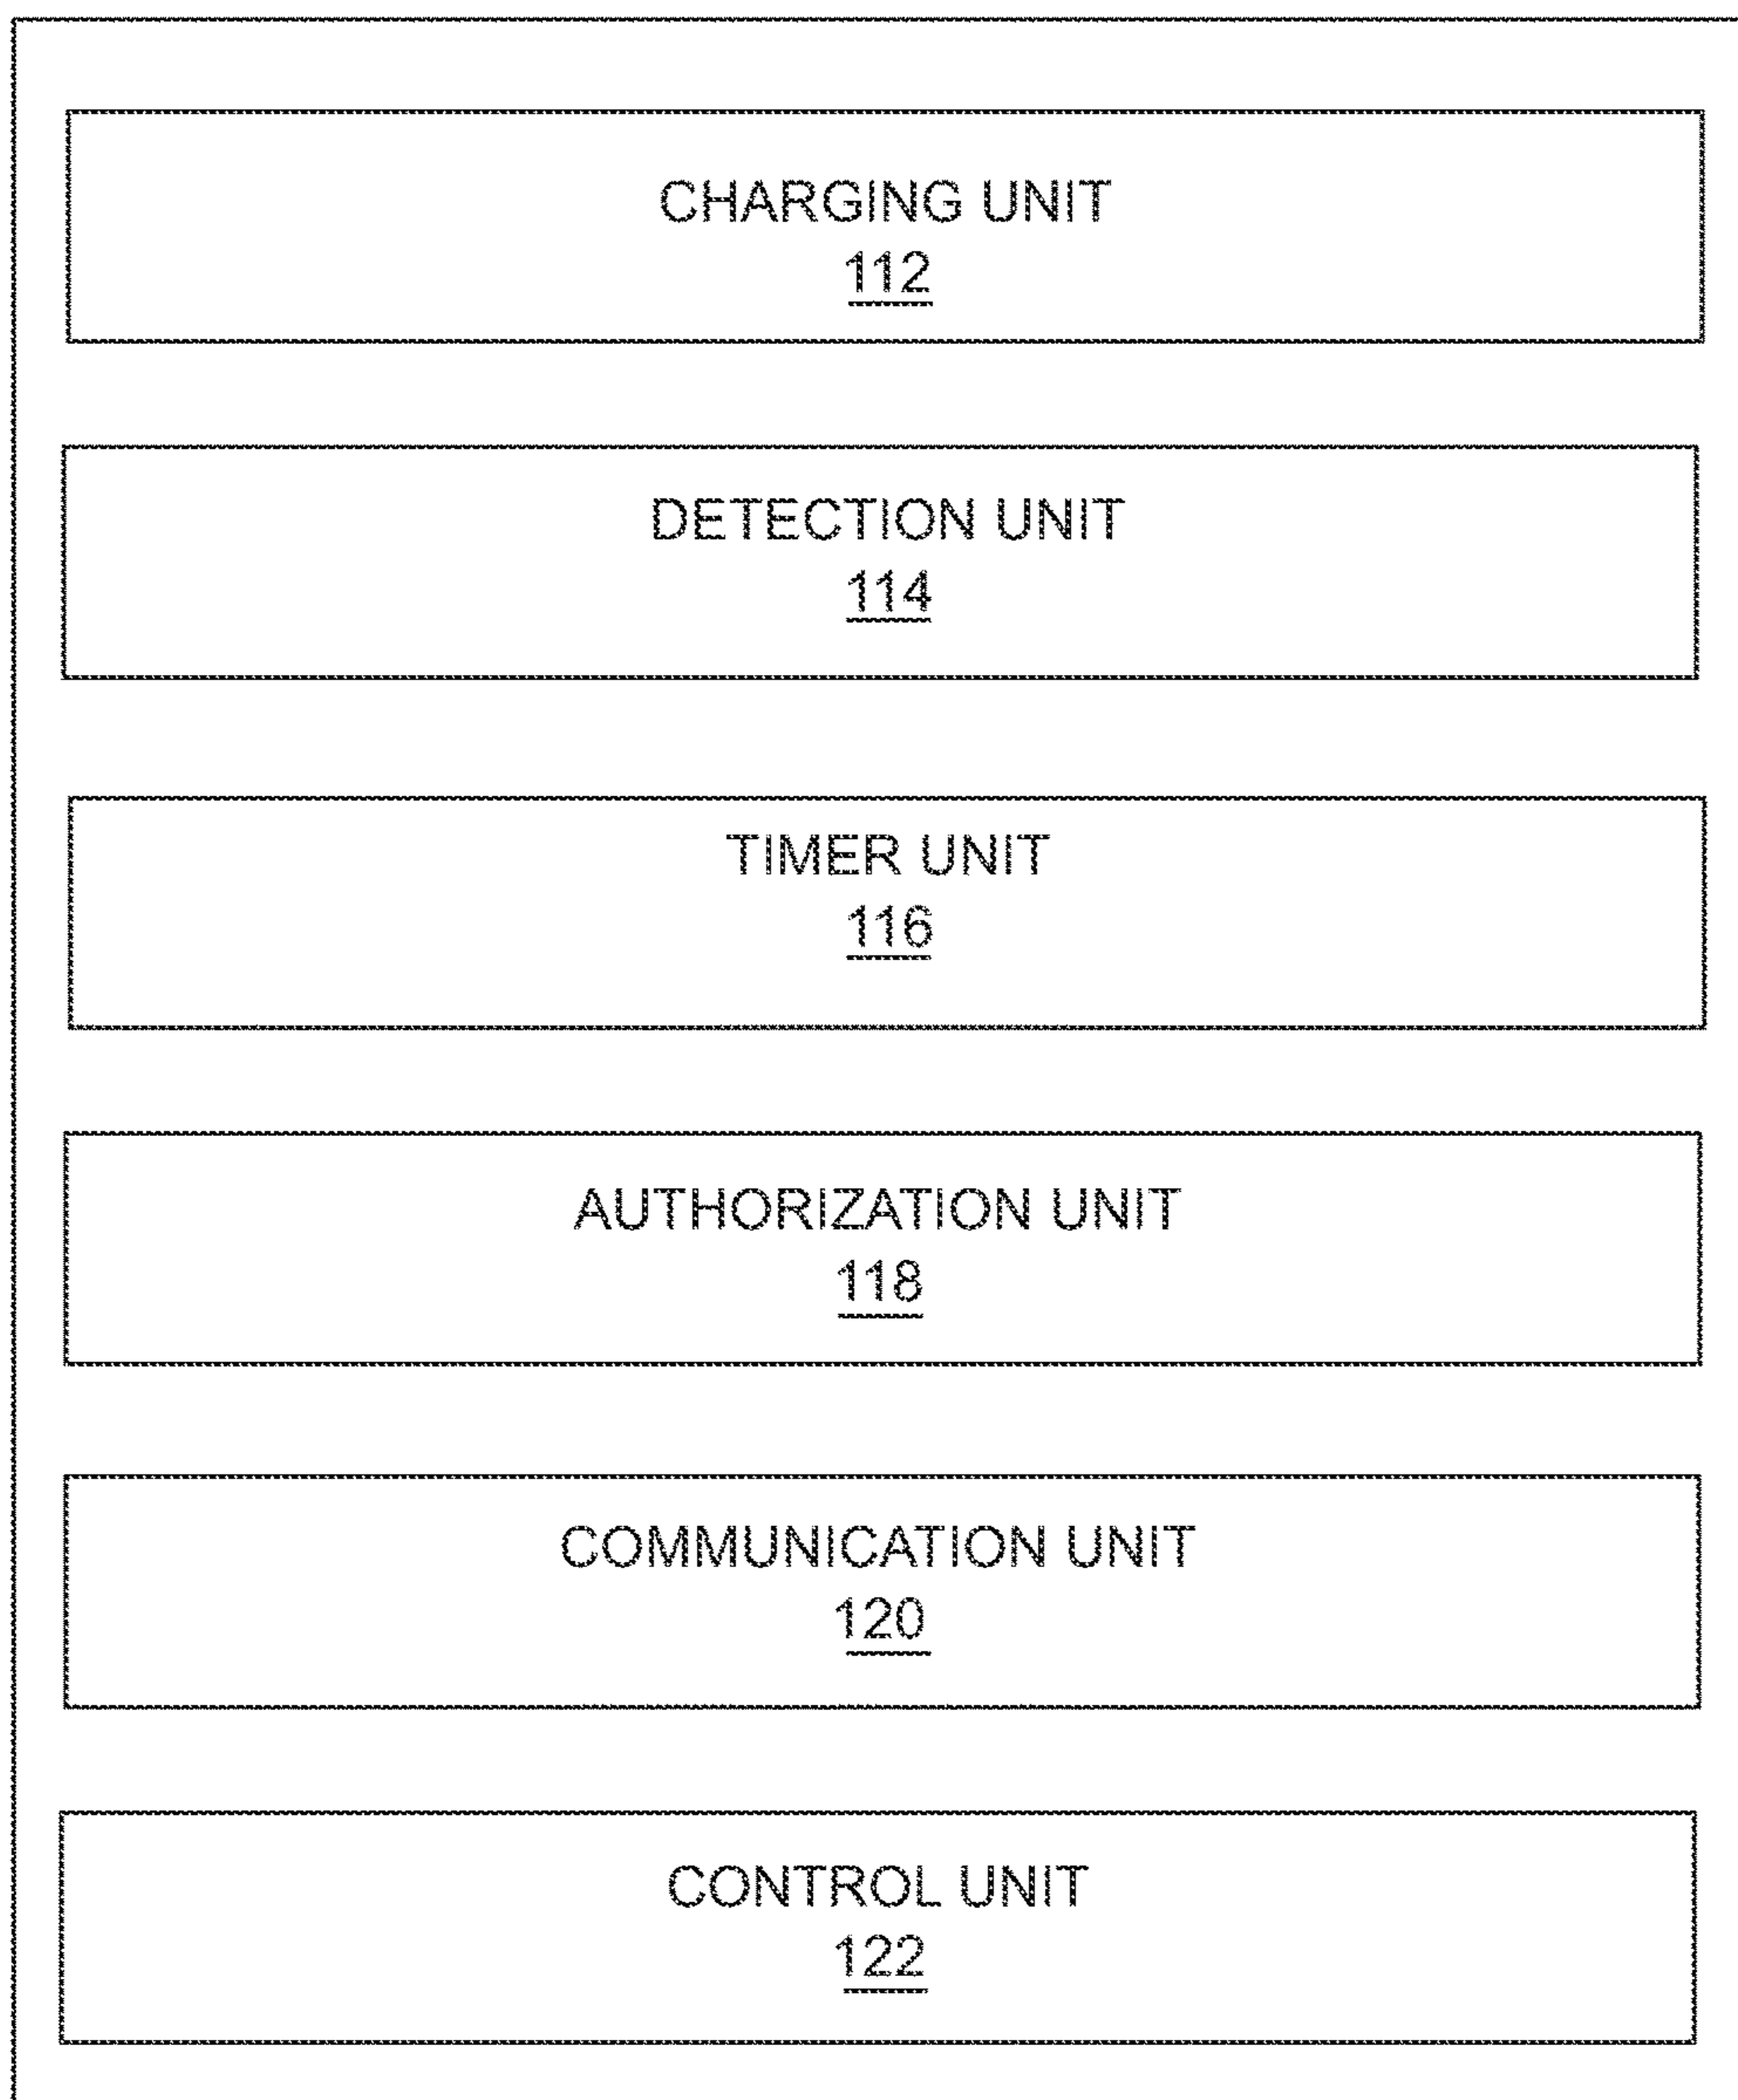 CHARGING UNIT
112
DETECTION UNIT
114
TIMER UNIT
116
AUTHORIZATION UNIT
118
COMMUNICATION UNIT
120
CONTROL UNIT
122